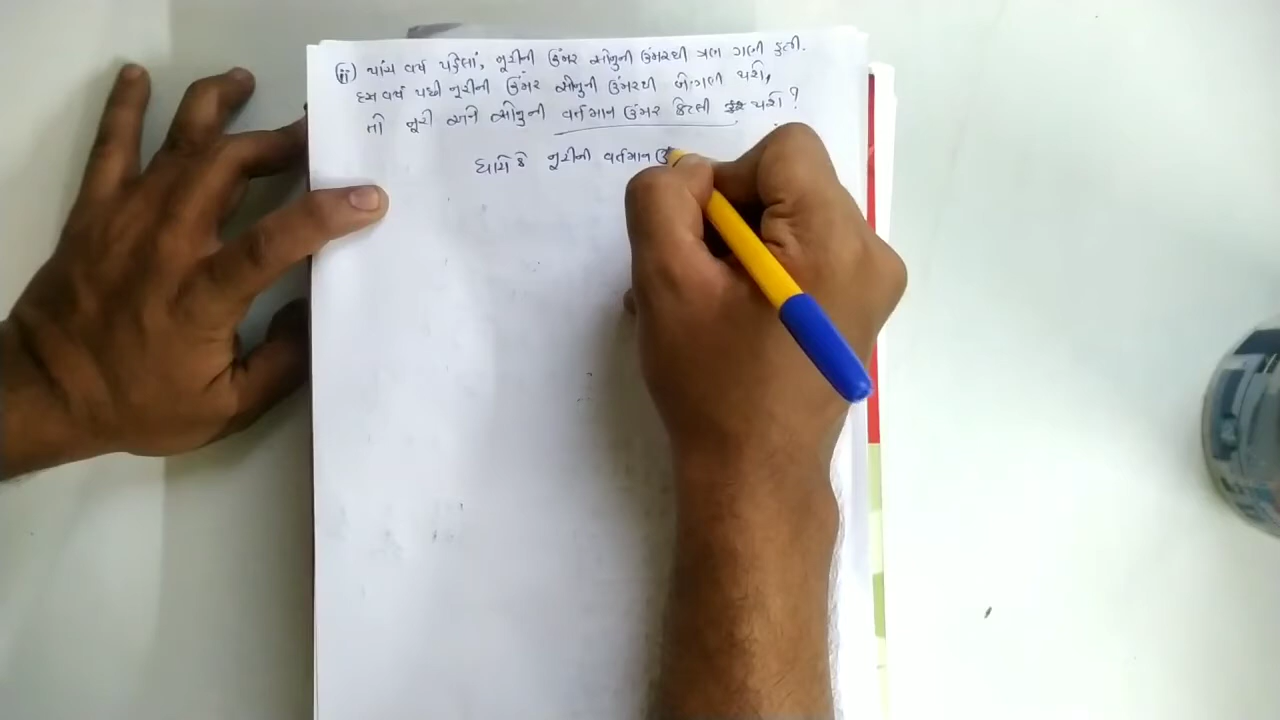 (ii) પાંચ વર્ષ પહેલાં, નૂરીની ઉંમર સોનુની ઉંમરથી ત્રણ ગણી હતી.
દસ વર્ષ પછી નૂરીની ઉંમર સોનુની ઉંમરથી બે ગણી થશે,
તો નૂરી અને સોનુની વર્તમાન ઉંમર કેટલી થશે?
ધારો કે નૂરીની વર્તમાન